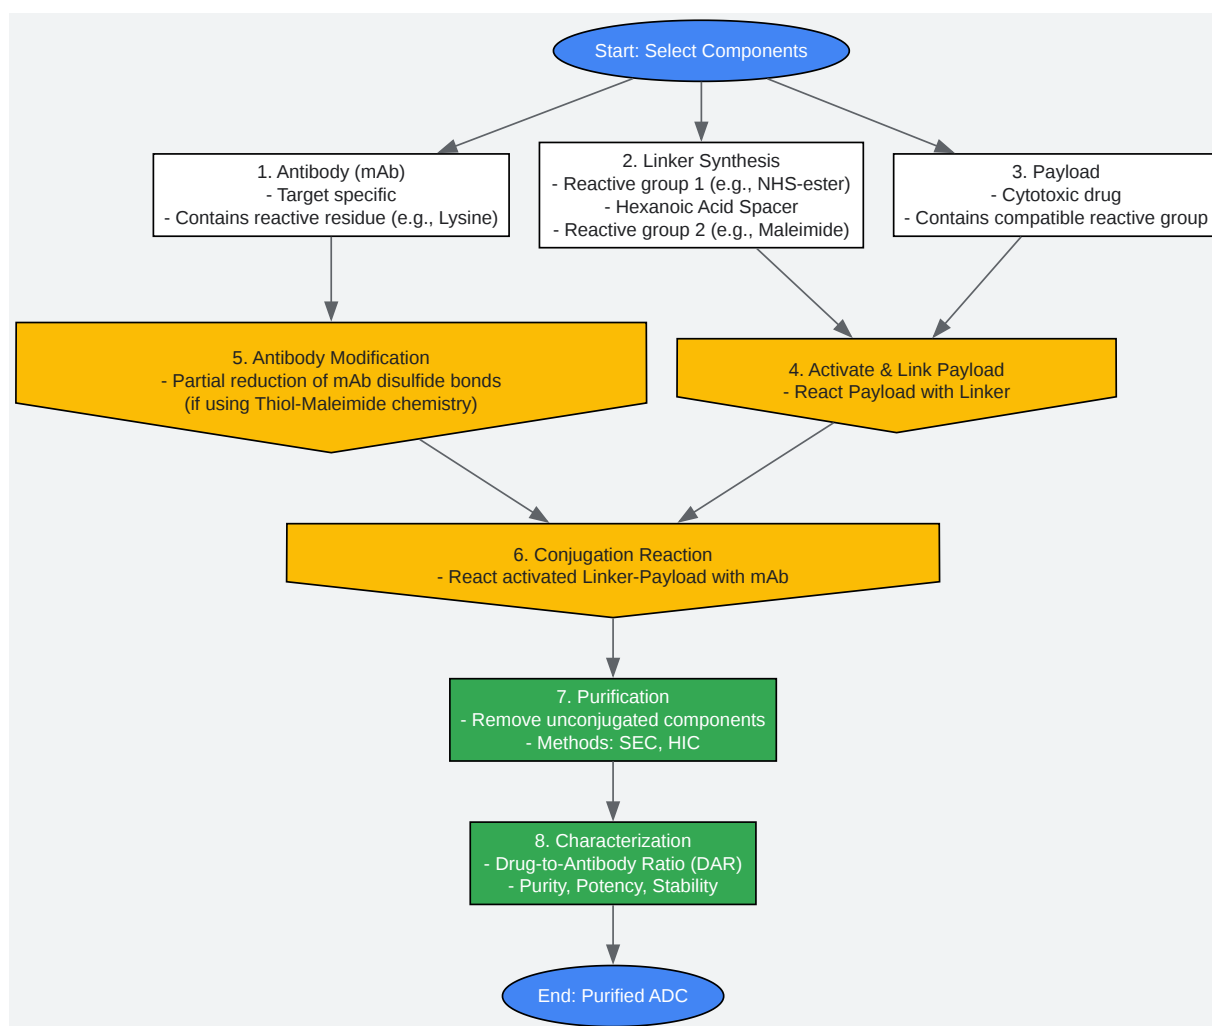 Start: Select Components
1. Antibody (mAb)
- Target specific
- Contains reactive residue (e.g., Lysine)
2. Linker Synthesis
- Reactive group 1 (e.g., NHS-ester)
- Hexanoic Acid Spacer
- Reactive group 2 (e.g., Maleimide)
3. Payload
- Cytotoxic drug
- Contains compatible reactive group
5. Antibody Modification
- Partial reduction of mAb disulfide bonds
(if using Thiol-Maleimide chemistry)
4. Activate & Link Payload
- React Payload with Linker
6. Conjugation Reaction
- React activated Linker-Payload with mAb
7. Purification
- Remove unconjugated components
- Methods: SEC, HIC
8. Characterization
- Drug-to-Antibody Ratio (DAR)
- Purity, Potency, Stability
End: Purified ADC